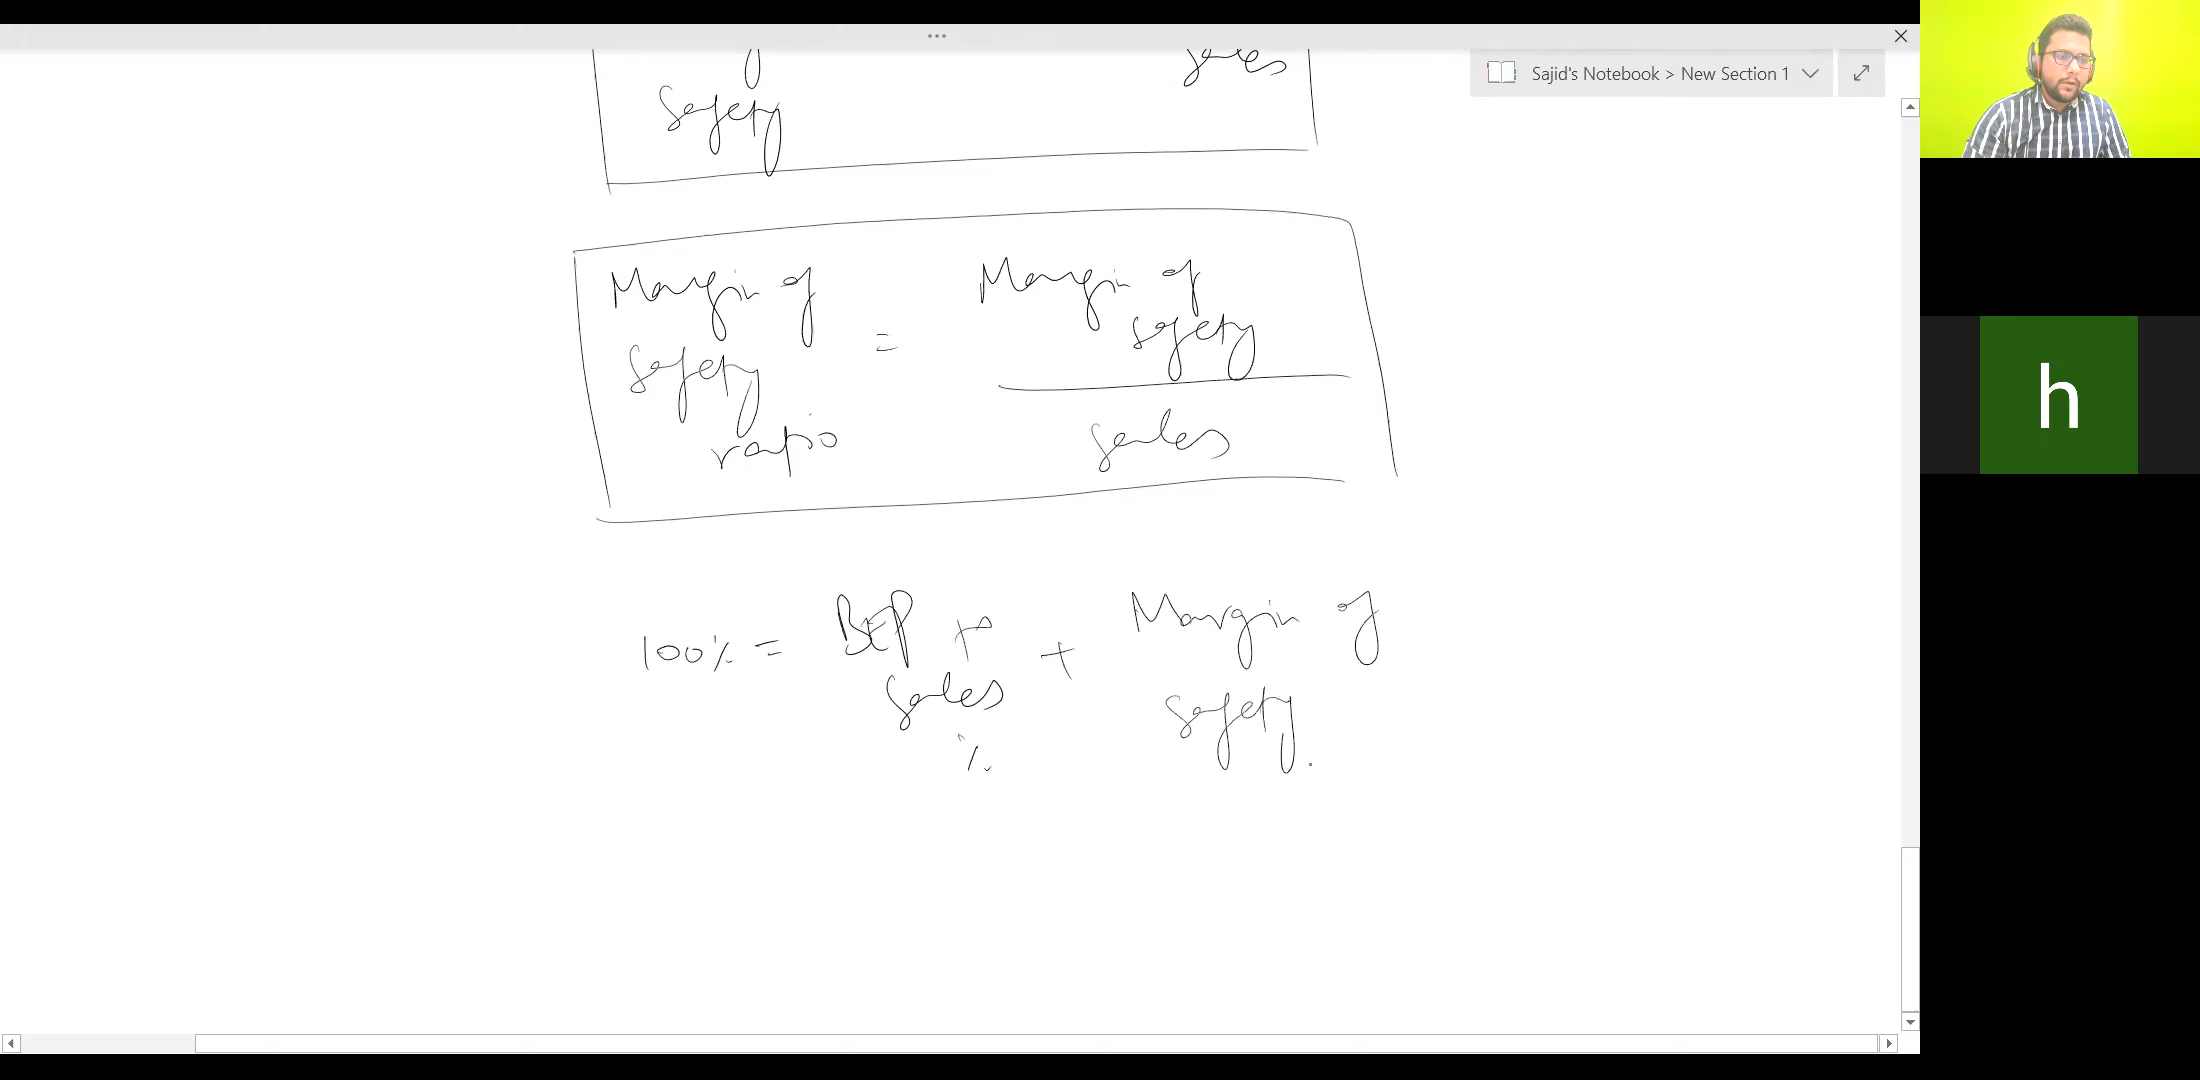 Sajid's Notebook > New Section 1
sales
safety
Margin of
safety
ratio
=
Margin of
safety
sales
100% = BEP
sales
%
+
Margin of
safety.
h